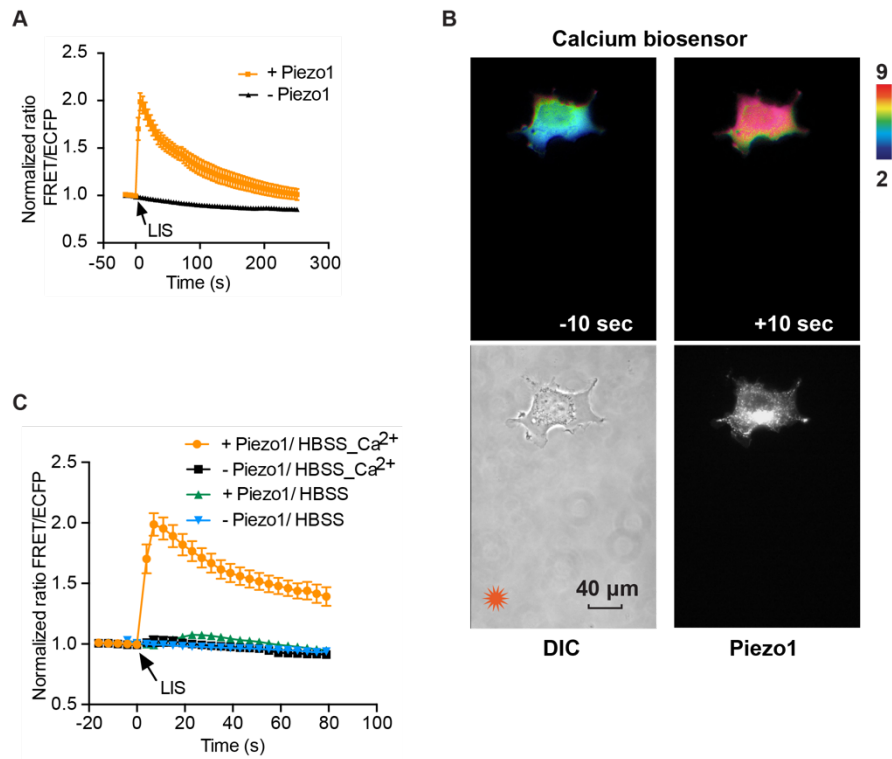 A
Normalized ratio
FRET/ECFP
2.5
2.0
1.5
1.0
0.5
+ Piezo1
- Piezo1
LIS
-50 0 100 200 300
Time (s)
B
Calcium biosensor
-10 sec
+10 sec
9
2
40 μm
DIC
Piezo1
C
Normalized ratio FRET/ECFP
2.5
2.0
1.5
1.0
0.5
+ Piezo1/ HBSS_Ca²⁺
- Piezo1/ HBSS_Ca²⁺
+ Piezo1/ HBSS
- Piezo1/ HBSS
LIS
-20 0 20 40 60 80 100
Time (s)